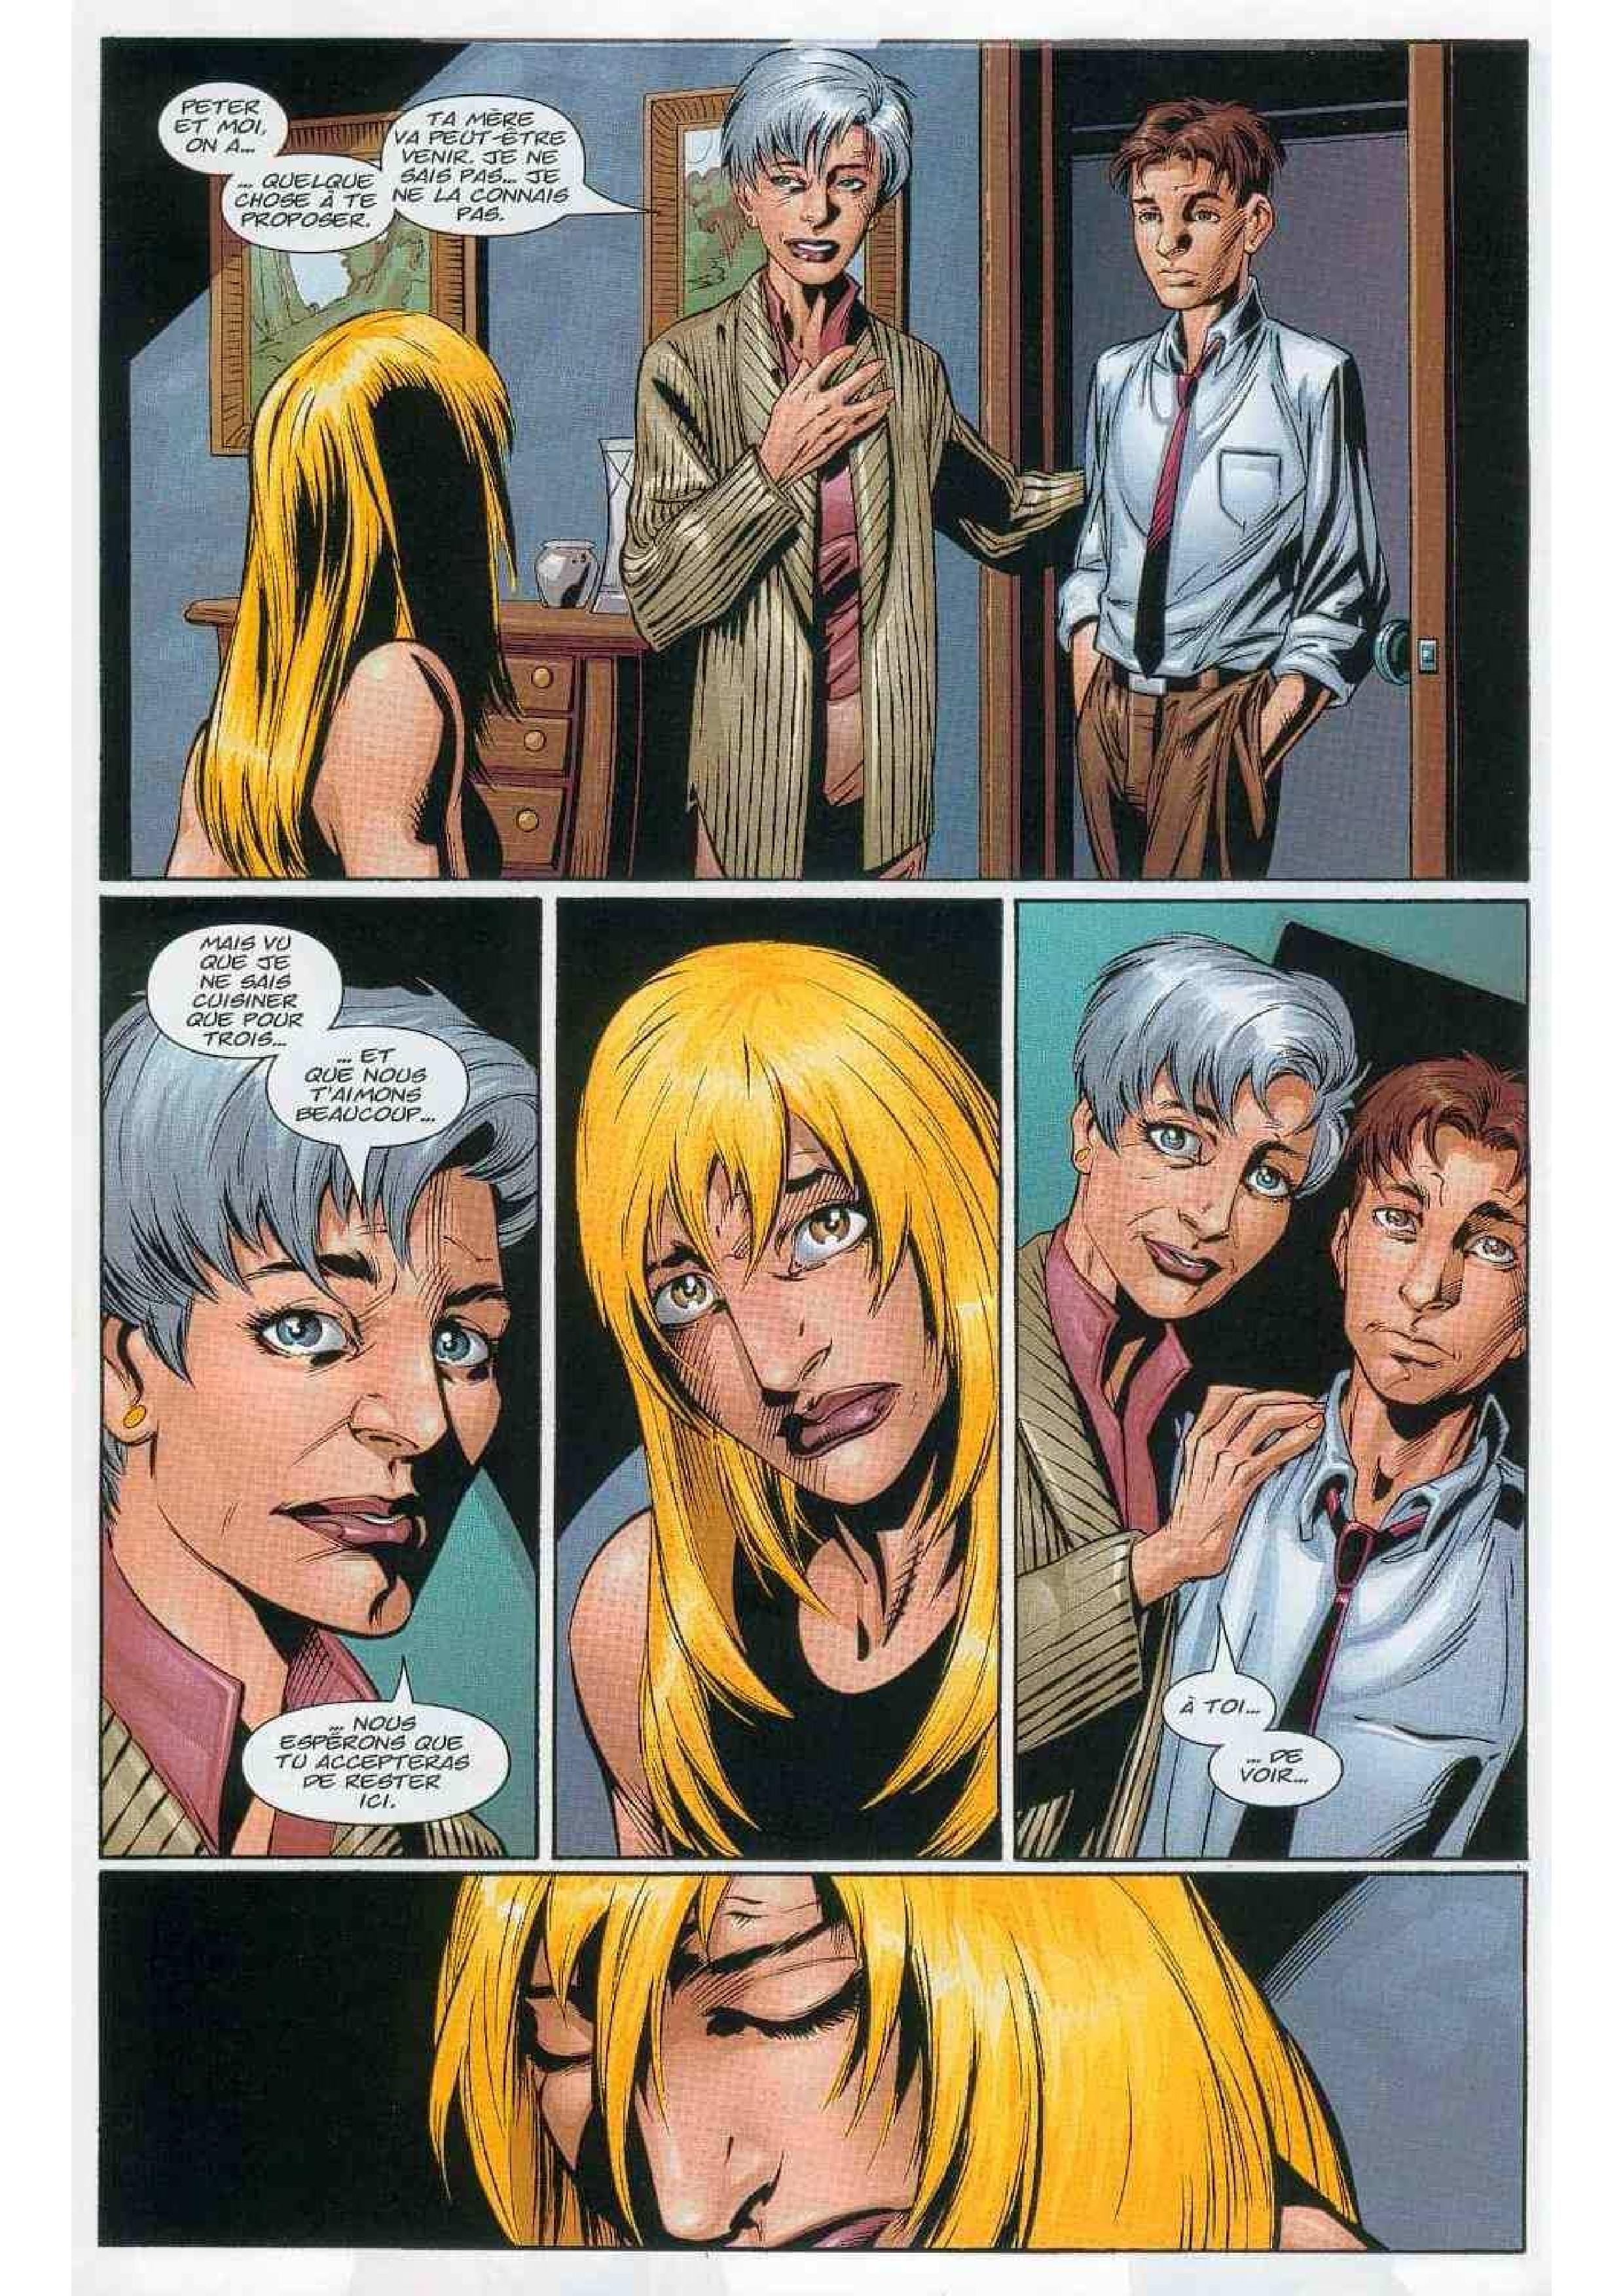 PETER
ET MOI,
ON A...
... QUELQUE
CHOSE À TE
PROPOSER.
TA MÈRE
VA PEUT-ÊTRE
VENIR. JE NE
SAIS PAS... JE
NE LA CONNAIS
PAS.
MAIS VU
QUE JE
NE SAIS
CUISINER
QUE POUR
TROIS...
... ET
QUE NOUS
T'AIMONS
BEAUCOUP...
... NOUS
ESPÉRONS QUE
TU ACCEPTERAS
DE RESTER
ICI.
À TOI...
... DE
VOIR...